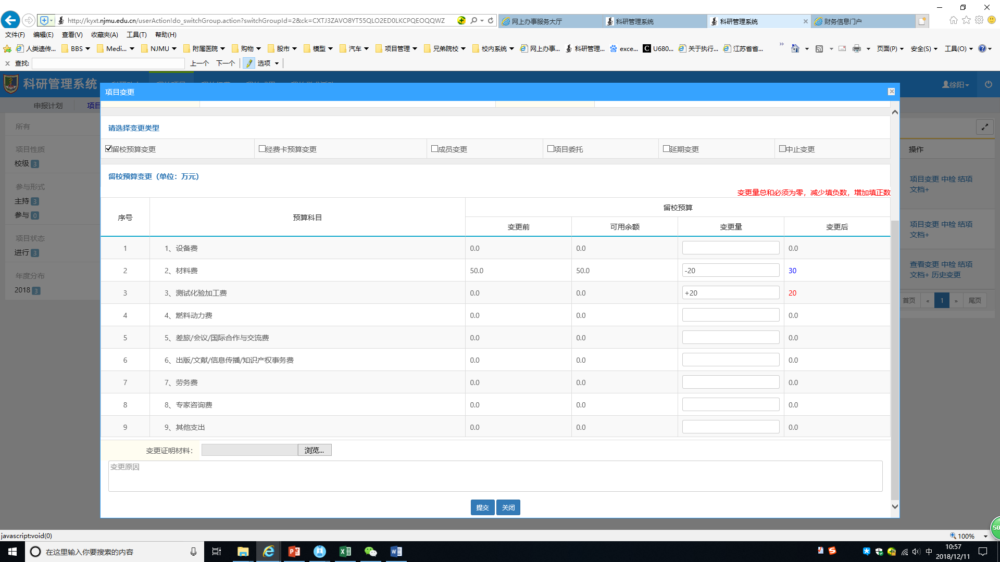 http://kyxt.njmu.edu.cn/userAction!do_switchGroup.action?switchGroupId=2&ck=CXTJ3ZAVO8YT55QLO2ED0LKCPQEOQQWZ
网上办事服务大厅
科研管理系统
科研管理系统
财务信息门户
文件(F) 编辑(E) 查看(V) 收藏夹(A) 工具(T) 帮助(H)
人类遗传... BBS Medi... NJMU 附属医院 购物 股市 模型 汽车 项目管理 兄弟院校 校内系统 网上办事... 科研管理... exce... U680... 关于执行... 江苏省省... » 页面(P) 安全(S) 工具(O)
查找: 上一个 下一个 选项
科研管理系统
徐阳
项目变更
申报计划 项目
所有
项目性质
校级 3
参与形式
主持 3
参与 0
项目状态
进行 3
年度分布
2018 3
请选择变更类型
留校预算变更 经费卡预算变更 成员变更 项目委托 延期变更 中止变更
留校预算变更（单位：万元）
变更量总和必须为零，减少填负数，增加填正数
序号 预算科目 留校预算
变更前 可用余额 变更量 变更后
1 1、设备费 0.0 0.0 0.0
2 2、材料费 50.0 50.0 -20 30
3 3、测试化验加工费 0.0 0.0 +20 20
4 4、燃料动力费 0.0 0.0 0.0
5 5、差旅/会议/国际合作与交流费 0.0 0.0 0.0
6 6、出版/文献/信息传播/知识产权事务费 0.0 0.0 0.0
7 7、劳务费 0.0 0.0 0.0
8 8、专家咨询费 0.0 0.0 0.0
9 9、其他支出 0.0 0.0 0.0
变更证明材料： 浏览...
变更原因
提交 关闭
操作
项目变更 中检 结项
文档+
项目变更 中检 结项
文档+
查看变更 中检 结项
文档+ 历史变更
首页 « 1 » 尾页
50
javascript:void(0)
100%
在这里输入你要搜索的内容
中
10:57
2018/12/11